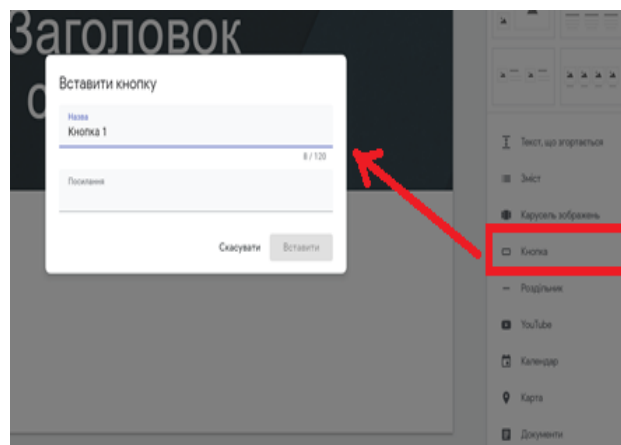 Заголовок
с
Вставити кнопку
Назва
Кнопка 1
8 / 120
Посилання
Скасувати
Вставити
Текст, що згортається
Зміст
Карусель зображень
Кнопка
Роздільник
YouTube
Календар
Карта
Документи